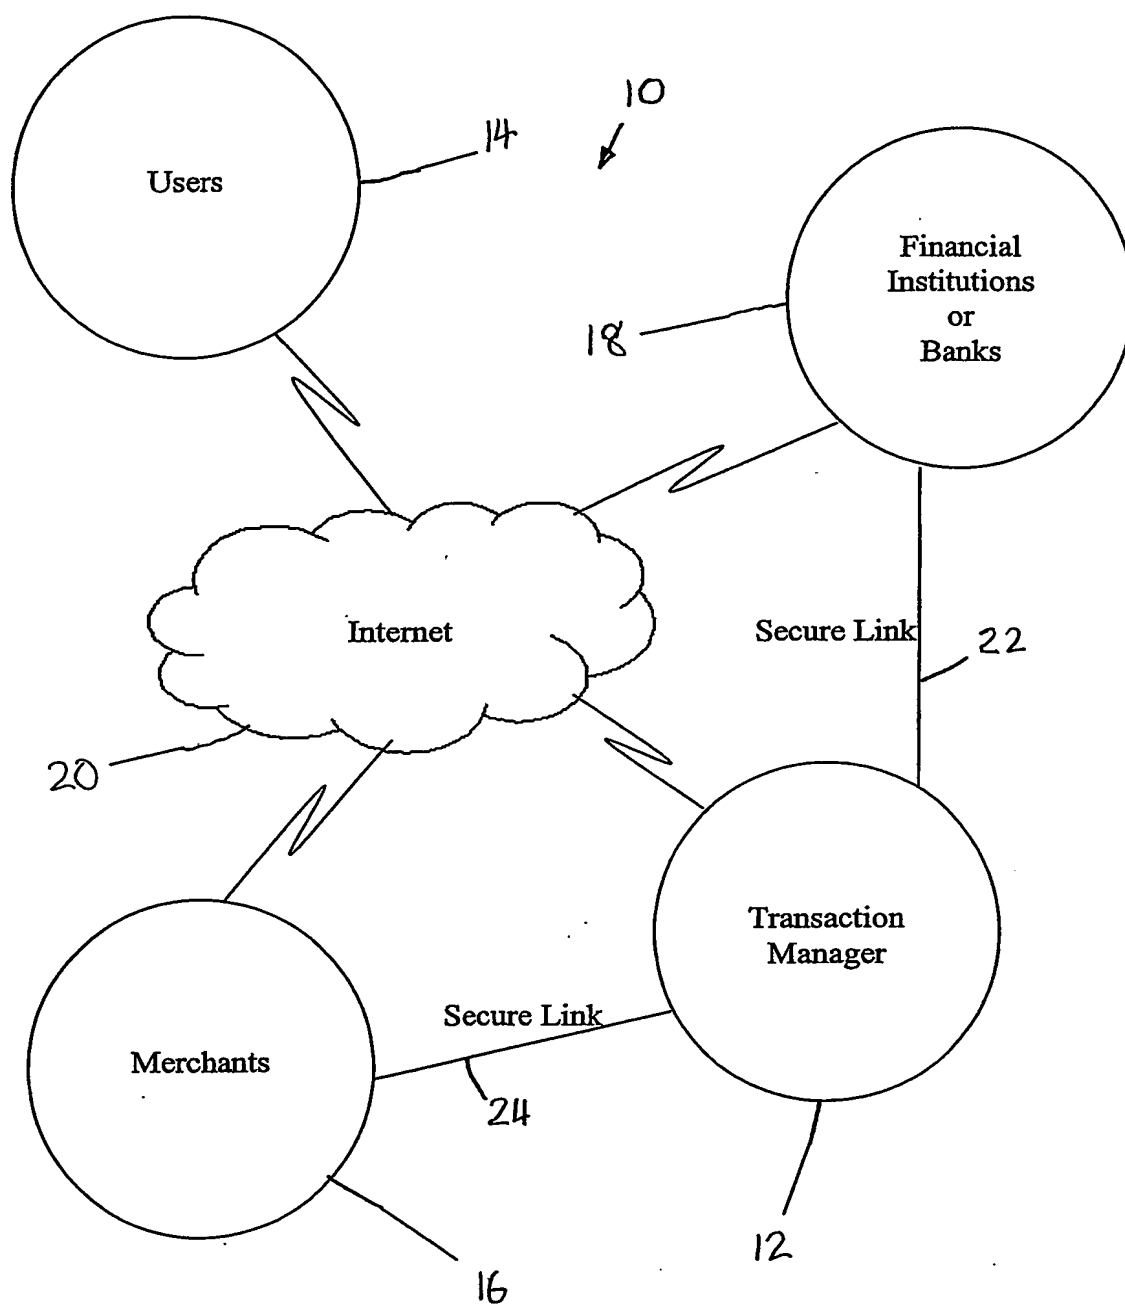 10
14
Users
Financial
Institutions
or
Banks
18
Internet
Secure Link
22
20
Transaction
Manager
Secure Link
Merchants
24
12
16